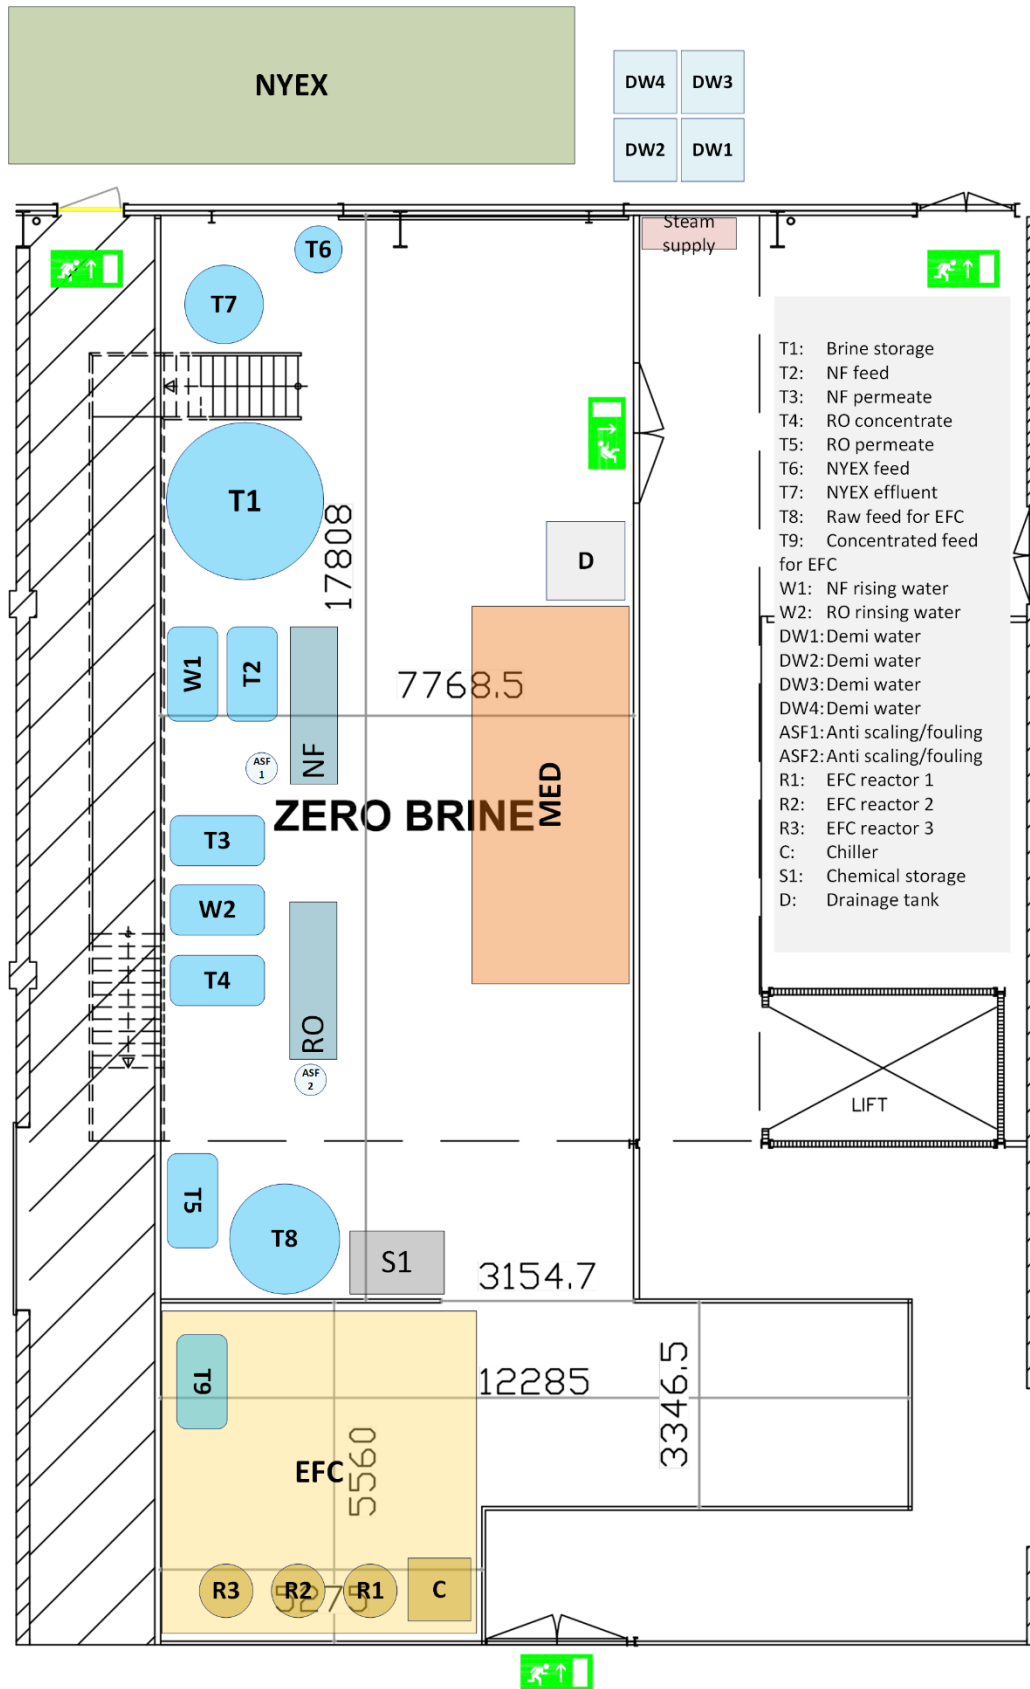 NYEX
DW4 DW3
DW2 DW1
Steam
supply
T6
T7
T1
17808
D
T1: Brine storage
T2: NF feed
T3: NF permeate
T4: RO concentrate
T5: RO permeate
T6: NYEX feed
T7: NYEX effluent
T8: Raw feed for EFC
T9: Concentrated feed
for EFC
W1: NF rising water
W2: RO rinsing water
DW1: Demi water
DW2: Demi water
DW3: Demi water
DW4: Demi water
ASF1: Anti scaling/fouling
ASF2: Anti scaling/fouling
R1: EFC reactor 1
R2: EFC reactor 2
R3: EFC reactor 3
C: Chiller
S1: Chemical storage
D: Drainage tank
W1
T2
NF
7768.5
ASF
1
MED
ZERO BRINE
T3
W2
T4
RO
ASF
2
LIFT
T5
T8
S1
3154.7
T9
12285
3346.5
EFC
5560
R3
R2
R1
C
5275